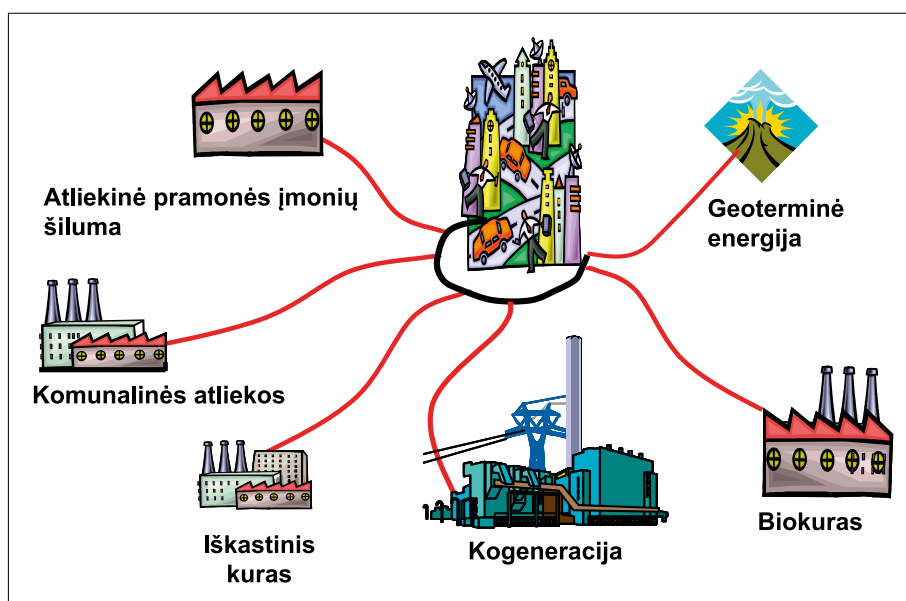 Atliekinė pramonės įmonių
šiluma
Geoterminė
energija
Komunalinės atliekos
Iškastinis
kuras
Kogeneracija
Biokuras